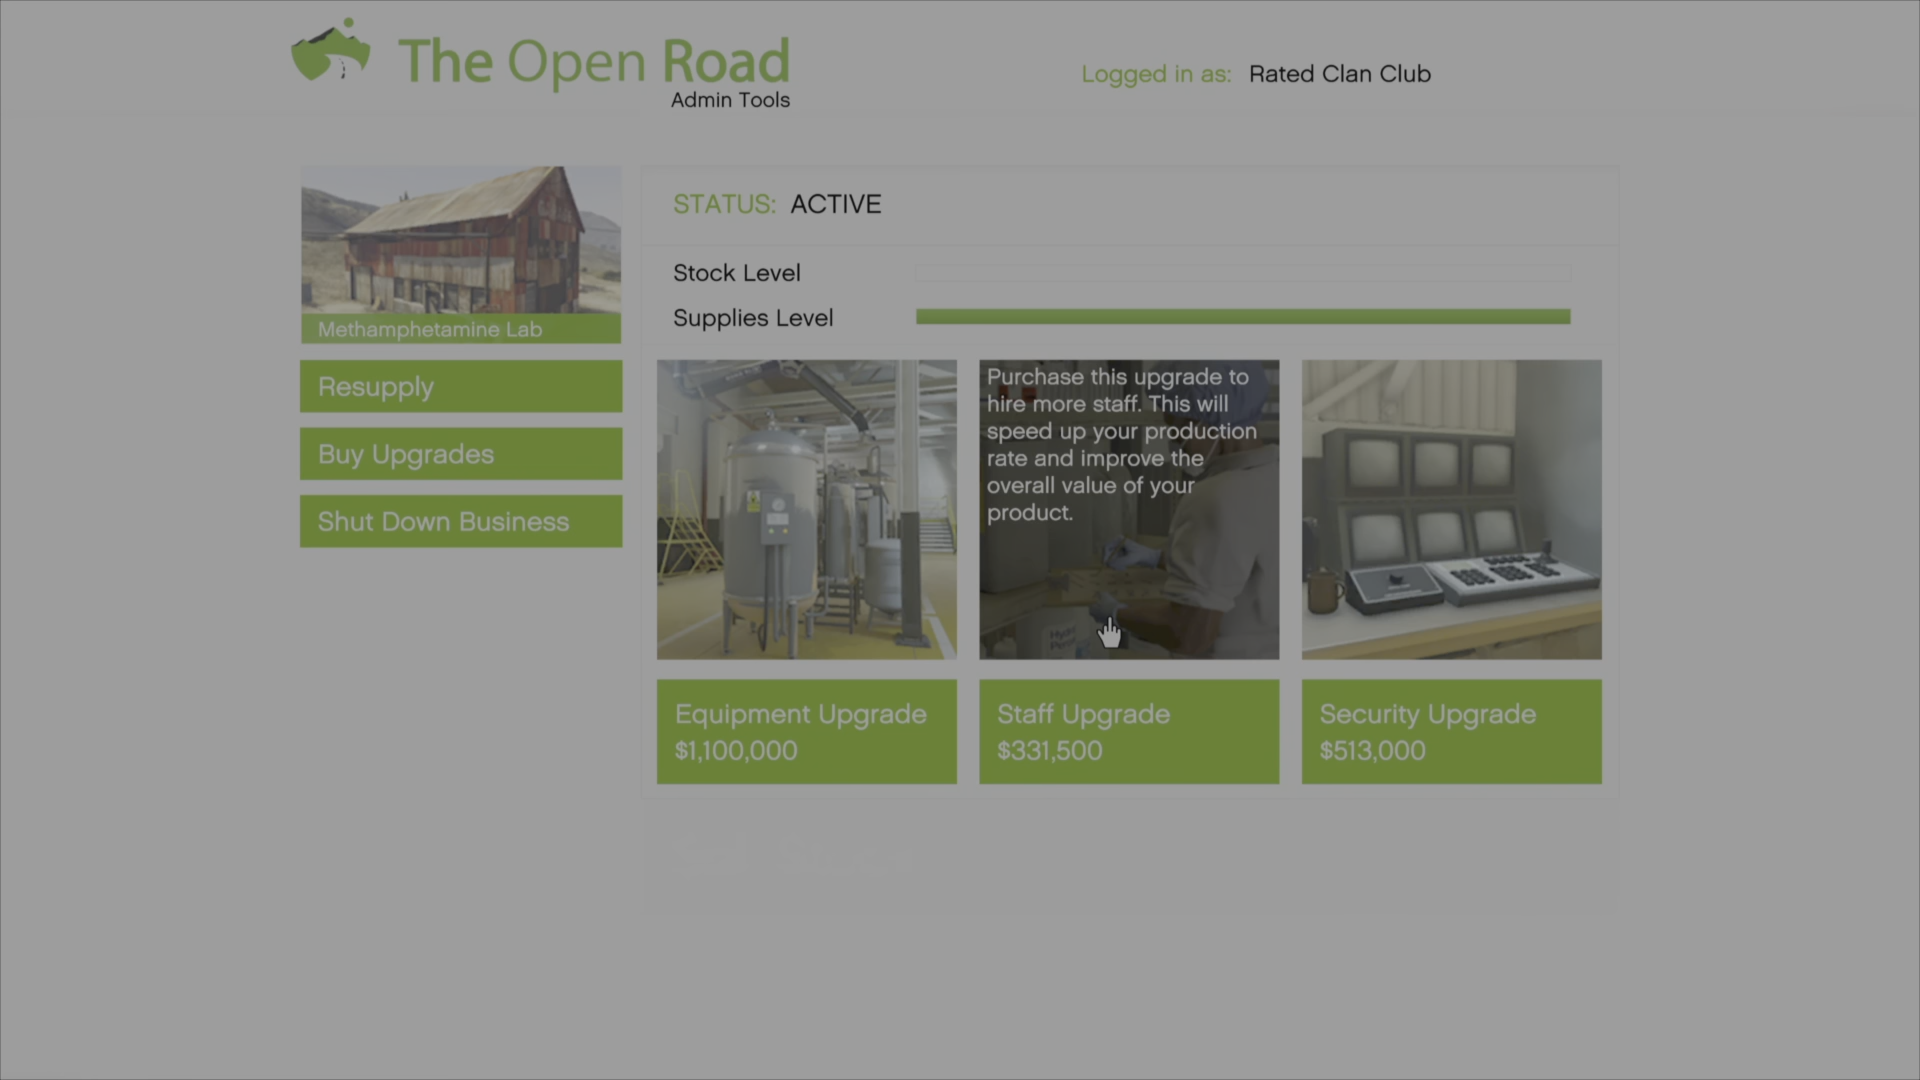 The Open Road
Admin Tools
Logged in as: Rated Clan Club
Methamphetamine Lab
Resupply
Buy Upgrades
Shut Down Business
STATUS: ACTIVE
Stock Level
Supplies Level
Purchase this upgrade to
hire more staff. This will
speed up your production
rate and improve the
overall value of your
product.
Equipment Upgrade
$1,100,000
Staff Upgrade
$331,500
Security Upgrade
$513,000